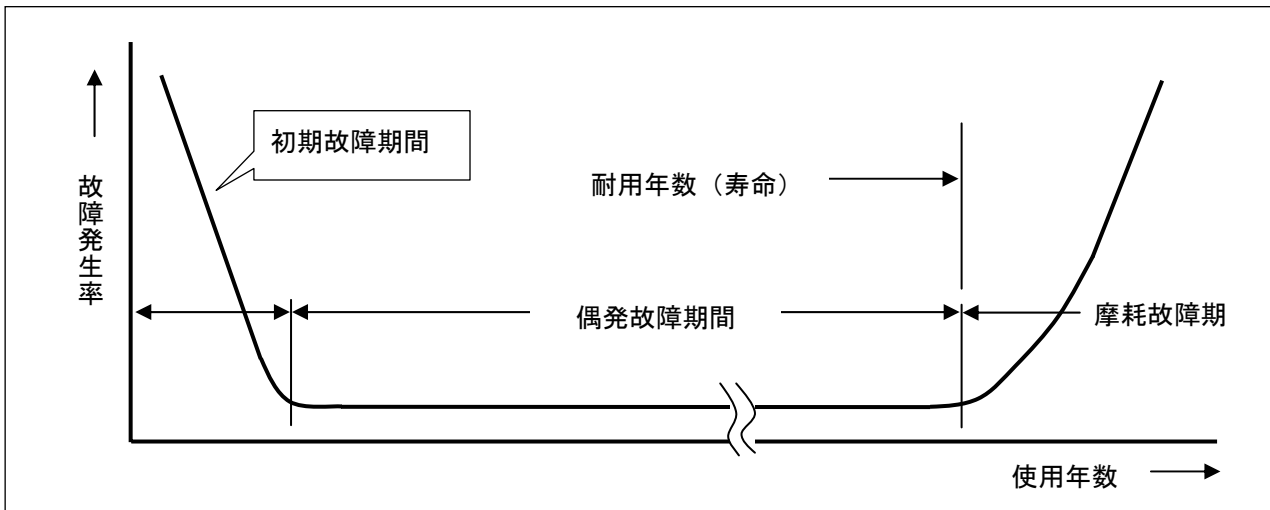 初期故障期間
耐用年数（寿命）
故障発生率
偶発故障期間
摩耗故障期
使用年数